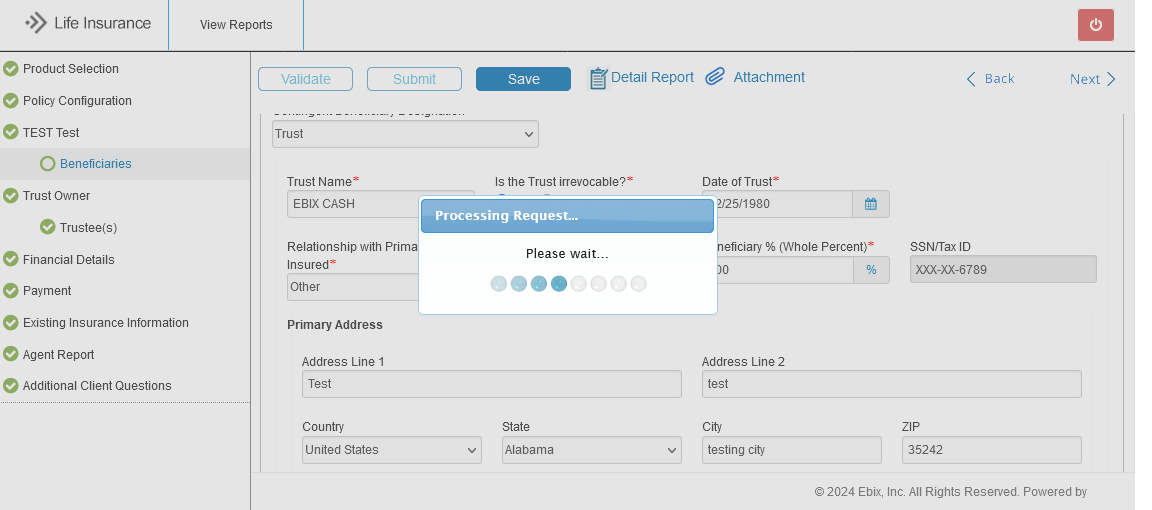 Life Insurance
View Reports
Product Selection
Policy Configuration
TEST Test
Beneficiaries
Trust Owner
Trustee(s)
Financial Details
Payment
Existing Insurance Information
Agent Report
Additional Client Questions
Validate
Submit
Save
Detail Report
Attachment
Back
Next
Contingent Beneficiary Designation
Trust
Trust Name*
Is the Trust irrevocable?*
Date of Trust*
EBIX CASH
2/25/1980
Processing Request...
Please wait...
Relationship with Prima
Insured*
Other
neficiary % (Whole Percent)*
00
%
SSN/Tax ID
XXX-XX-6789
Primary Address
Address Line 1
Address Line 2
Test
test
Country
State
City
ZIP
United States
Alabama
testing city
35242
© 2024 Ebix, Inc. All Rights Reserved. Powered by